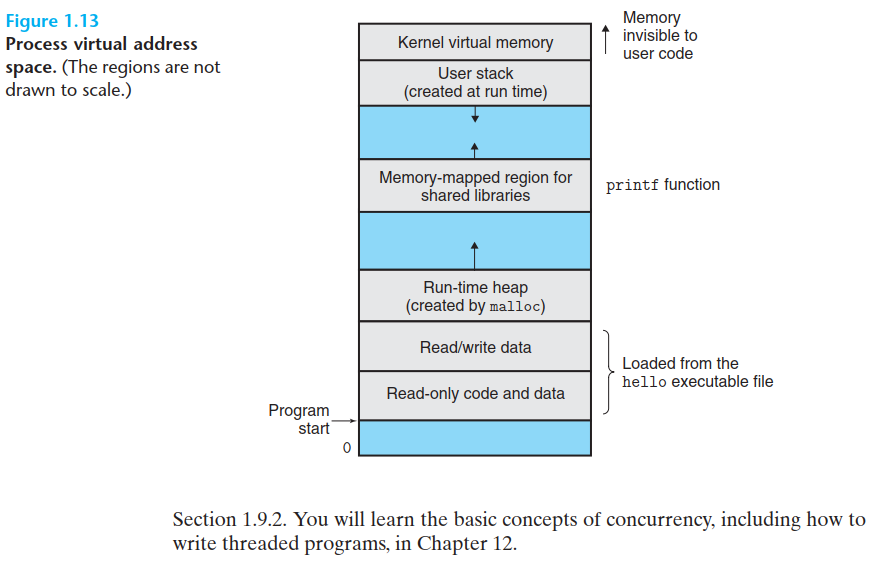 Figure 1.13
Process virtual address
space. (The regions are not
drawn to scale.)
Memory
invisible to
user code
Kernel virtual memory
User stack
(created at run time)
Memory-mapped region for
shared libraries
printf function
Run-time heap
(created by malloc)
Read/write data
Loaded from the
hello executable file
Read-only code and data
Program
start
0
Section 1.9.2. You will learn the basic concepts of concurrency, including how to
write threaded programs, in Chapter 12.